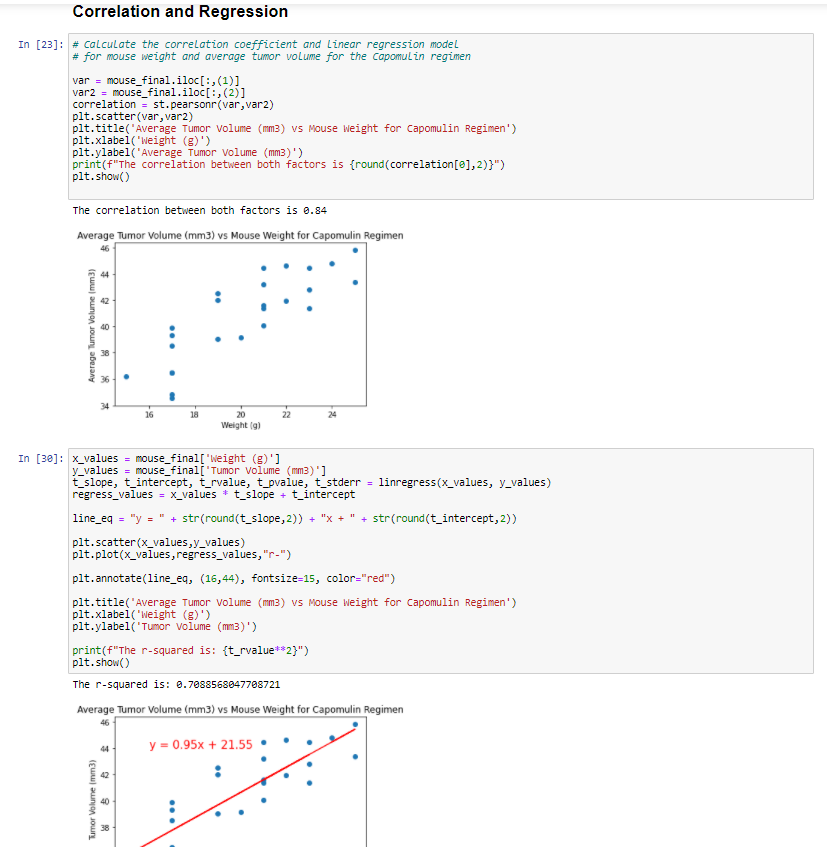 Correlation and Regression
In [23]: # Calculate the correlation coefficient and linear regression model
# for mouse weight and average tumor volume for the Capomulin regimen
var = mouse_final.iloc[:,(1)]
var2 = mouse_final.iloc[:,(2)]
correlation = st.pearsonr(var,var2)
plt.scatter(var,var2)
plt.title('Average Tumor Volume (mm3) vs Mouse Weight for Capomulin Regimen')
plt.xlabel('Weight (g)')
plt.ylabel('Average Tumor Volume (mm3)')
print(f"The correlation between both factors is {round(correlation[0],2)}")
plt.show()
The correlation between both factors is 0.84
Average Tumor Volume (mm3) vs Mouse Weight for Capomulin Regimen
46
44
42
40
38
36
34
Average Tumor Volume (mm3)
16 18 20 22 24
Weight (g)
In [30]: x_values = mouse_final['Weight (g)']
y_values = mouse_final['Tumor Volume (mm3)']
t_slope, t_intercept, t_rvalue, t_pvalue, t_stderr = linregress(x_values, y_values)
regress_values = x_values * t_slope + t_intercept
line_eq = "y = " + str(round(t_slope,2)) + "x + " + str(round(t_intercept,2))
plt.scatter(x_values,y_values)
plt.plot(x_values,regress_values,"r-")
plt.annotate(line_eq, (16,44), fontsize=15, color="red")
plt.title('Average Tumor Volume (mm3) vs Mouse Weight for Capomulin Regimen')
plt.xlabel('Weight (g)')
plt.ylabel('Tumor Volume (mm3)')
print(f"The r-squared is: {t_rvalue**2}")
plt.show()
The r-squared is: 0.7088568047708721
Average Tumor Volume (mm3) vs Mouse Weight for Capomulin Regimen
46
44
42
40
38
Tumor Volume (mm3)
y = 0.95x + 21.55